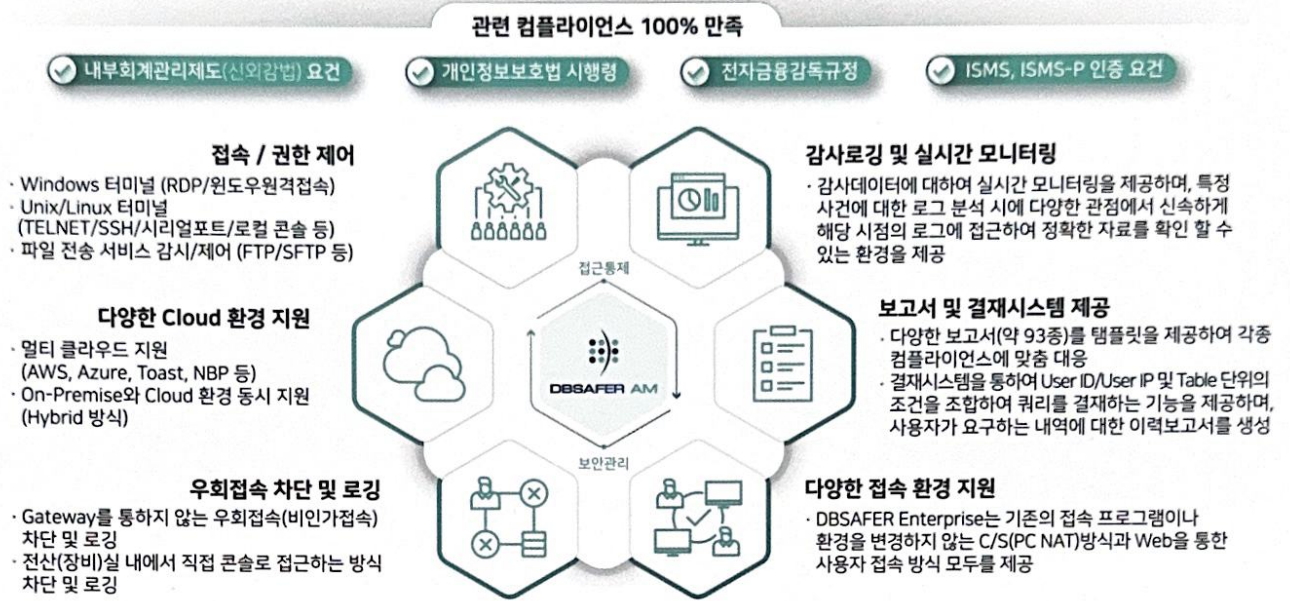 관련 컴플라이언스 100% 만족
내부회계관리제도(신외감법) 요건
개인정보보호법 시행령
전자금융감독규정
ISMS, ISMS-P 인증 요건
접속 / 권한 제어
· Windows 터미널 (RDP/윈도우원격접속)
· Unix/Linux 터미널
(TELNET/SSH/시리얼포트/로컬 콘솔 등)
· 파일 전송 서비스 감시/제어 (FTP/SFTP 등)
감사로깅 및 실시간 모니터링
· 감사데이터에 대하여 실시간 모니터링을 제공하며, 특정
사건에 대한 로그 분석 시에 다양한 관점에서 신속하게
해당 시점의 로그에 접근하여 정확한 자료를 확인 할 수
있는 환경을 제공
다양한 Cloud 환경 지원
· 멀티 클라우드 지원
(AWS, Azure, Toast, NBP 등)
· On-Premise와 Cloud 환경 동시 지원
(Hybrid 방식)
접근통제
DBSAFER AM
보안관리
보고서 및 결재시스템 제공
· 다양한 보고서(약 93종)를 탬플릿을 제공하여 각종
컴플라이언스에 맞춤 대응
· 결재시스템을 통하여 User ID/User IP 및 Table 단위의
조건을 조합하여 쿼리를 결재하는 기능을 제공하며,
사용자가 요구하는 내역에 대한 이력보고서를 생성
우회접속 차단 및 로깅
· Gateway를 통하지 않는 우회접속(비인가접속)
차단 및 로깅
· 전산(장비)실 내에서 직접 콘솔로 접근하는 방식
차단 및 로깅
다양한 접속 환경 지원
· DBSAFER Enterprise는 기존의 접속 프로그램이나
환경을 변경하지 않는 C/S(PC NAT)방식과 Web을 통한
사용자 접속 방식 모두를 제공